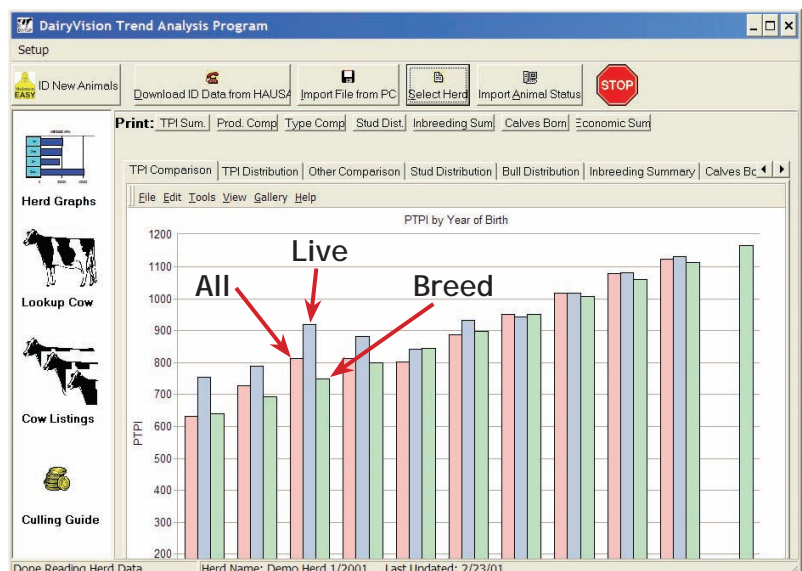 DairyVision Trend Analysis Program
Setup
ID New Animals
Download ID Data from HAUSA
Import File from PC
Select Herd
Import Animal Status
STOP
EASY
Print: TPI Sum. Prod. Comp Type Comp Stud Dist. Inbreeding Sum Calves Born Economic Sum
TPI Comparison TPI Distribution Other Comparison Stud Distribution Bull Distribution Inbreeding Summary Calves Bo
File Edit Tools View Gallery Help
Herd Graphs
Lookup Cow
Cow Listings
Culling Guide
PTPI by Year of Birth
1200
1100
1000
900
800
700
600
500
400
300
200
PTPI
All
Live
Breed
Done Reading Herd Data Herd Name: Demo Herd 1/2001 Last Updated: 2/23/01